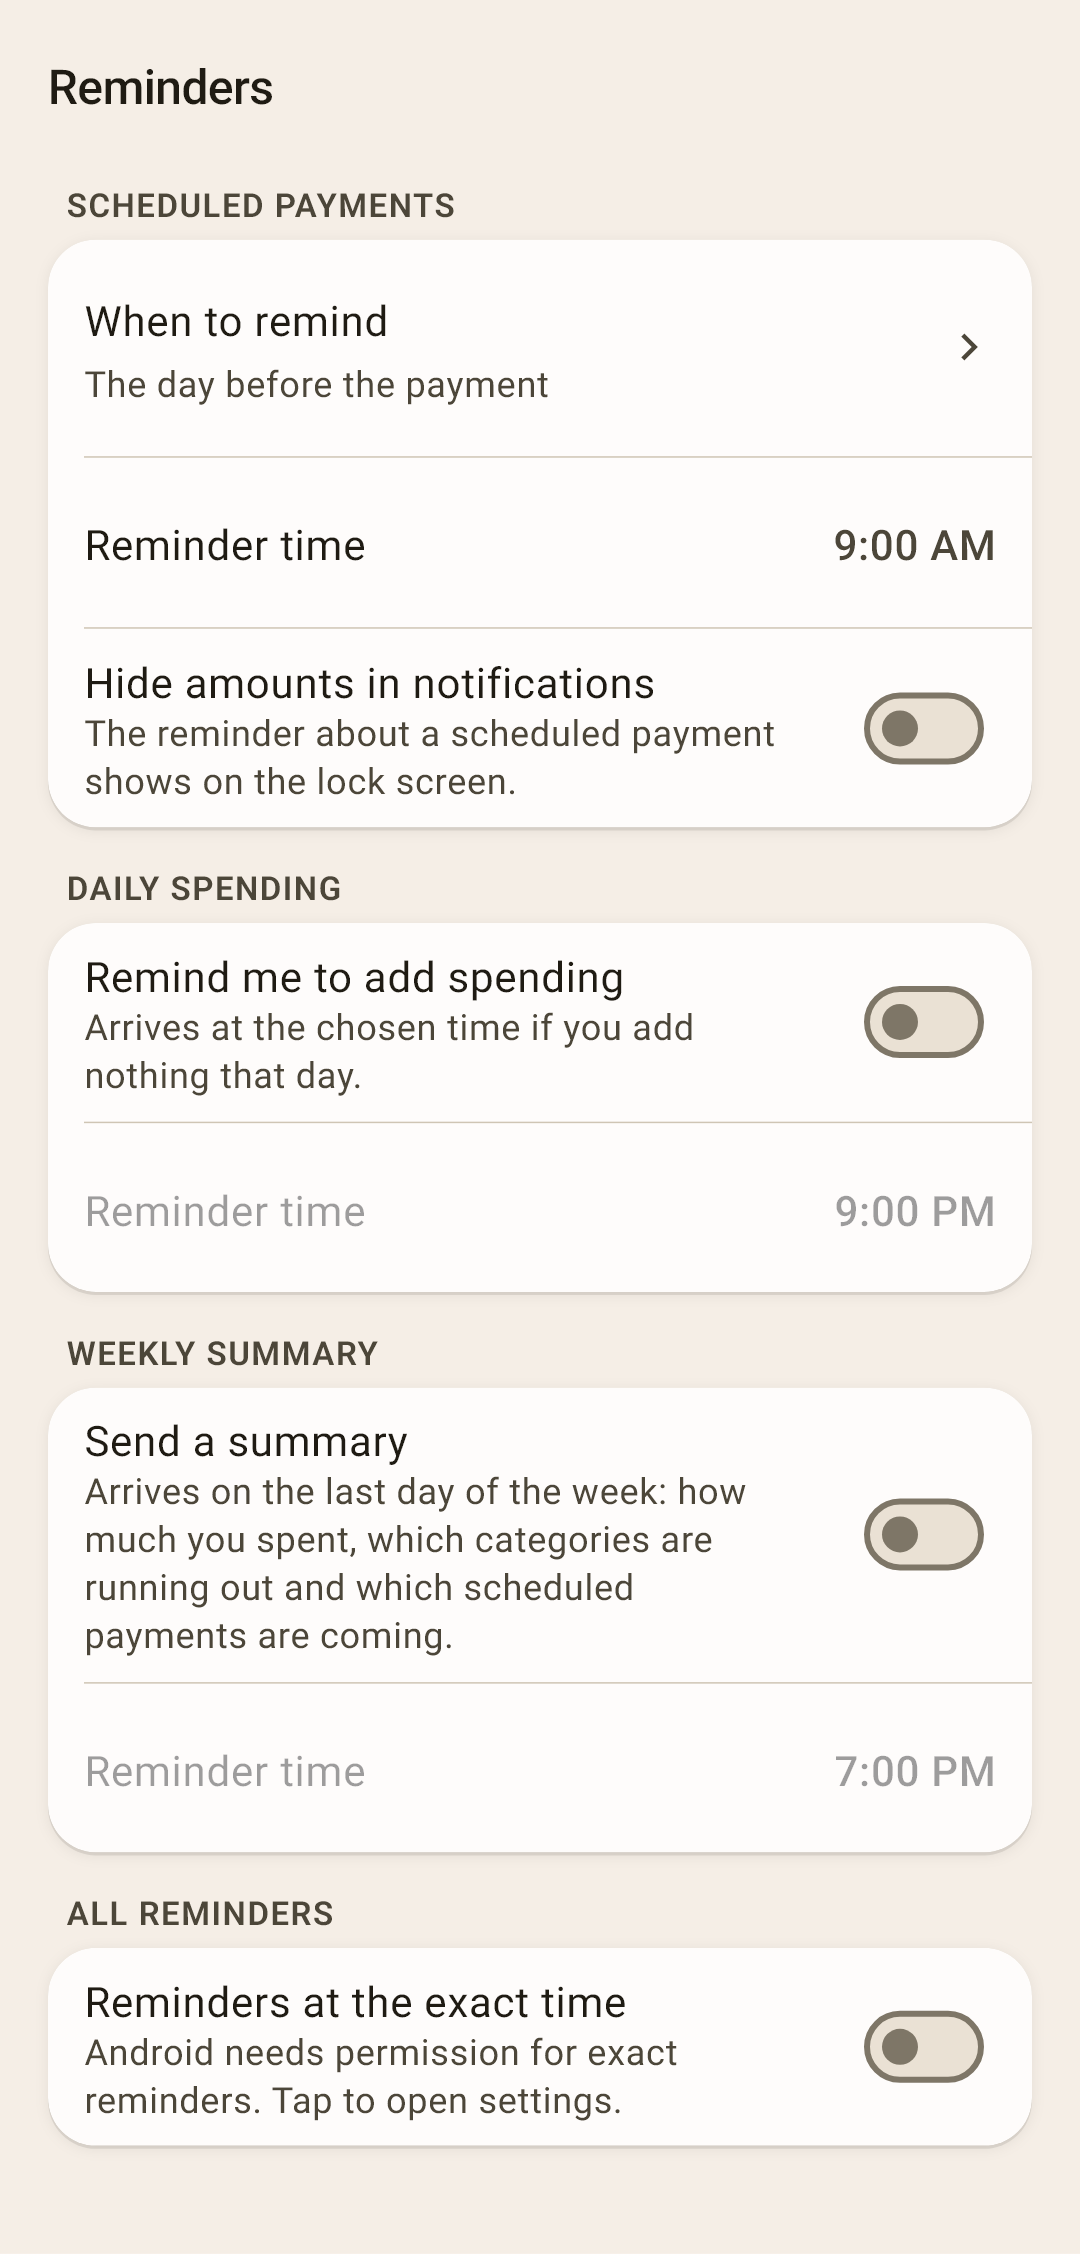 Reminders
SCHEDULED PAYMENTS
When to remind
The day before the payment
Reminder time 9:00 AM
Hide amounts in notifications
The reminder about a scheduled payment
shows on the lock screen.
DAILY SPENDING
Remind me to add spending
Arrives at the chosen time if you add
nothing that day.
Reminder time 9:00 PM
WEEKLY SUMMARY
Send a summary
Arrives on the last day of the week: how
much you spent, which categories are
running out and which scheduled
payments are coming.
Reminder time 7:00 PM
ALL REMINDERS
Reminders at the exact time
Android needs permission for exact
reminders. Tap to open settings.